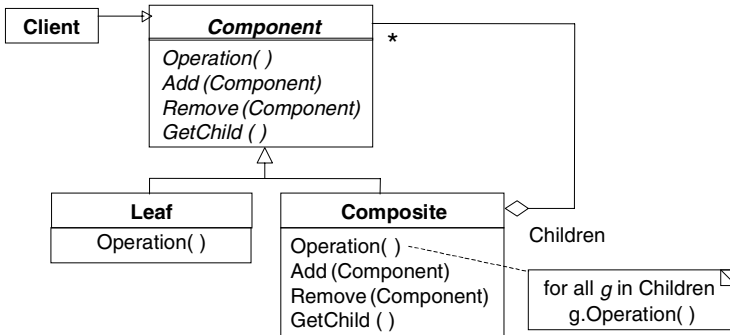 Client
Component
*
Operation( )
Add (Component)
Remove (Component)
GetChild ( )
Leaf
Operation( )
Composite
Operation( )
Add (Component)
Remove (Component)
GetChild ( )
Children
for all g in Children
g.Operation( )